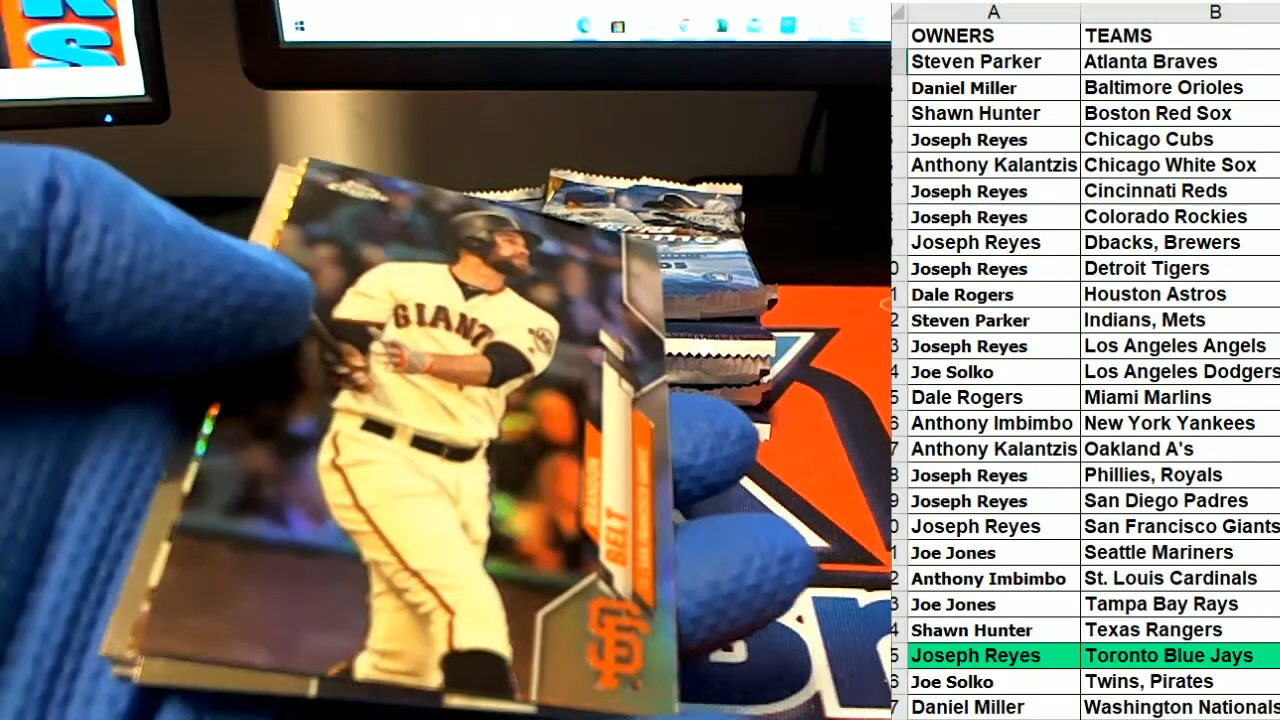 A B
OWNERS TEAMS
Steven Parker Atlanta Braves
Daniel Miller Baltimore Orioles
Shawn Hunter Boston Red Sox
Joseph Reyes Chicago Cubs
Anthony Kalantzis Chicago White Sox
Joseph Reyes Cincinnati Reds
Joseph Reyes Colorado Rockies
Joseph Reyes Dbacks, Brewers
Joseph Reyes Detroit Tigers
Dale Rogers Houston Astros
Steven Parker Indians, Mets
Joseph Reyes Los Angeles Angels
Joe Solko Los Angeles Dodgers
Dale Rogers Miami Marlins
Anthony Imbimbo New York Yankees
Anthony Kalantzis Oakland A's
Joseph Reyes Phillies, Royals
Joseph Reyes San Diego Padres
Joseph Reyes San Francisco Giants
Joe Jones Seattle Mariners
Anthony Imbimbo St. Louis Cardinals
Joe Jones Tampa Bay Rays
Shawn Hunter Texas Rangers
Joseph Reyes Toronto Blue Jays
Joe Solko Twins, Pirates
Daniel Miller Washington Nationals
GIANT
BRANDON
BELT
SF
KS